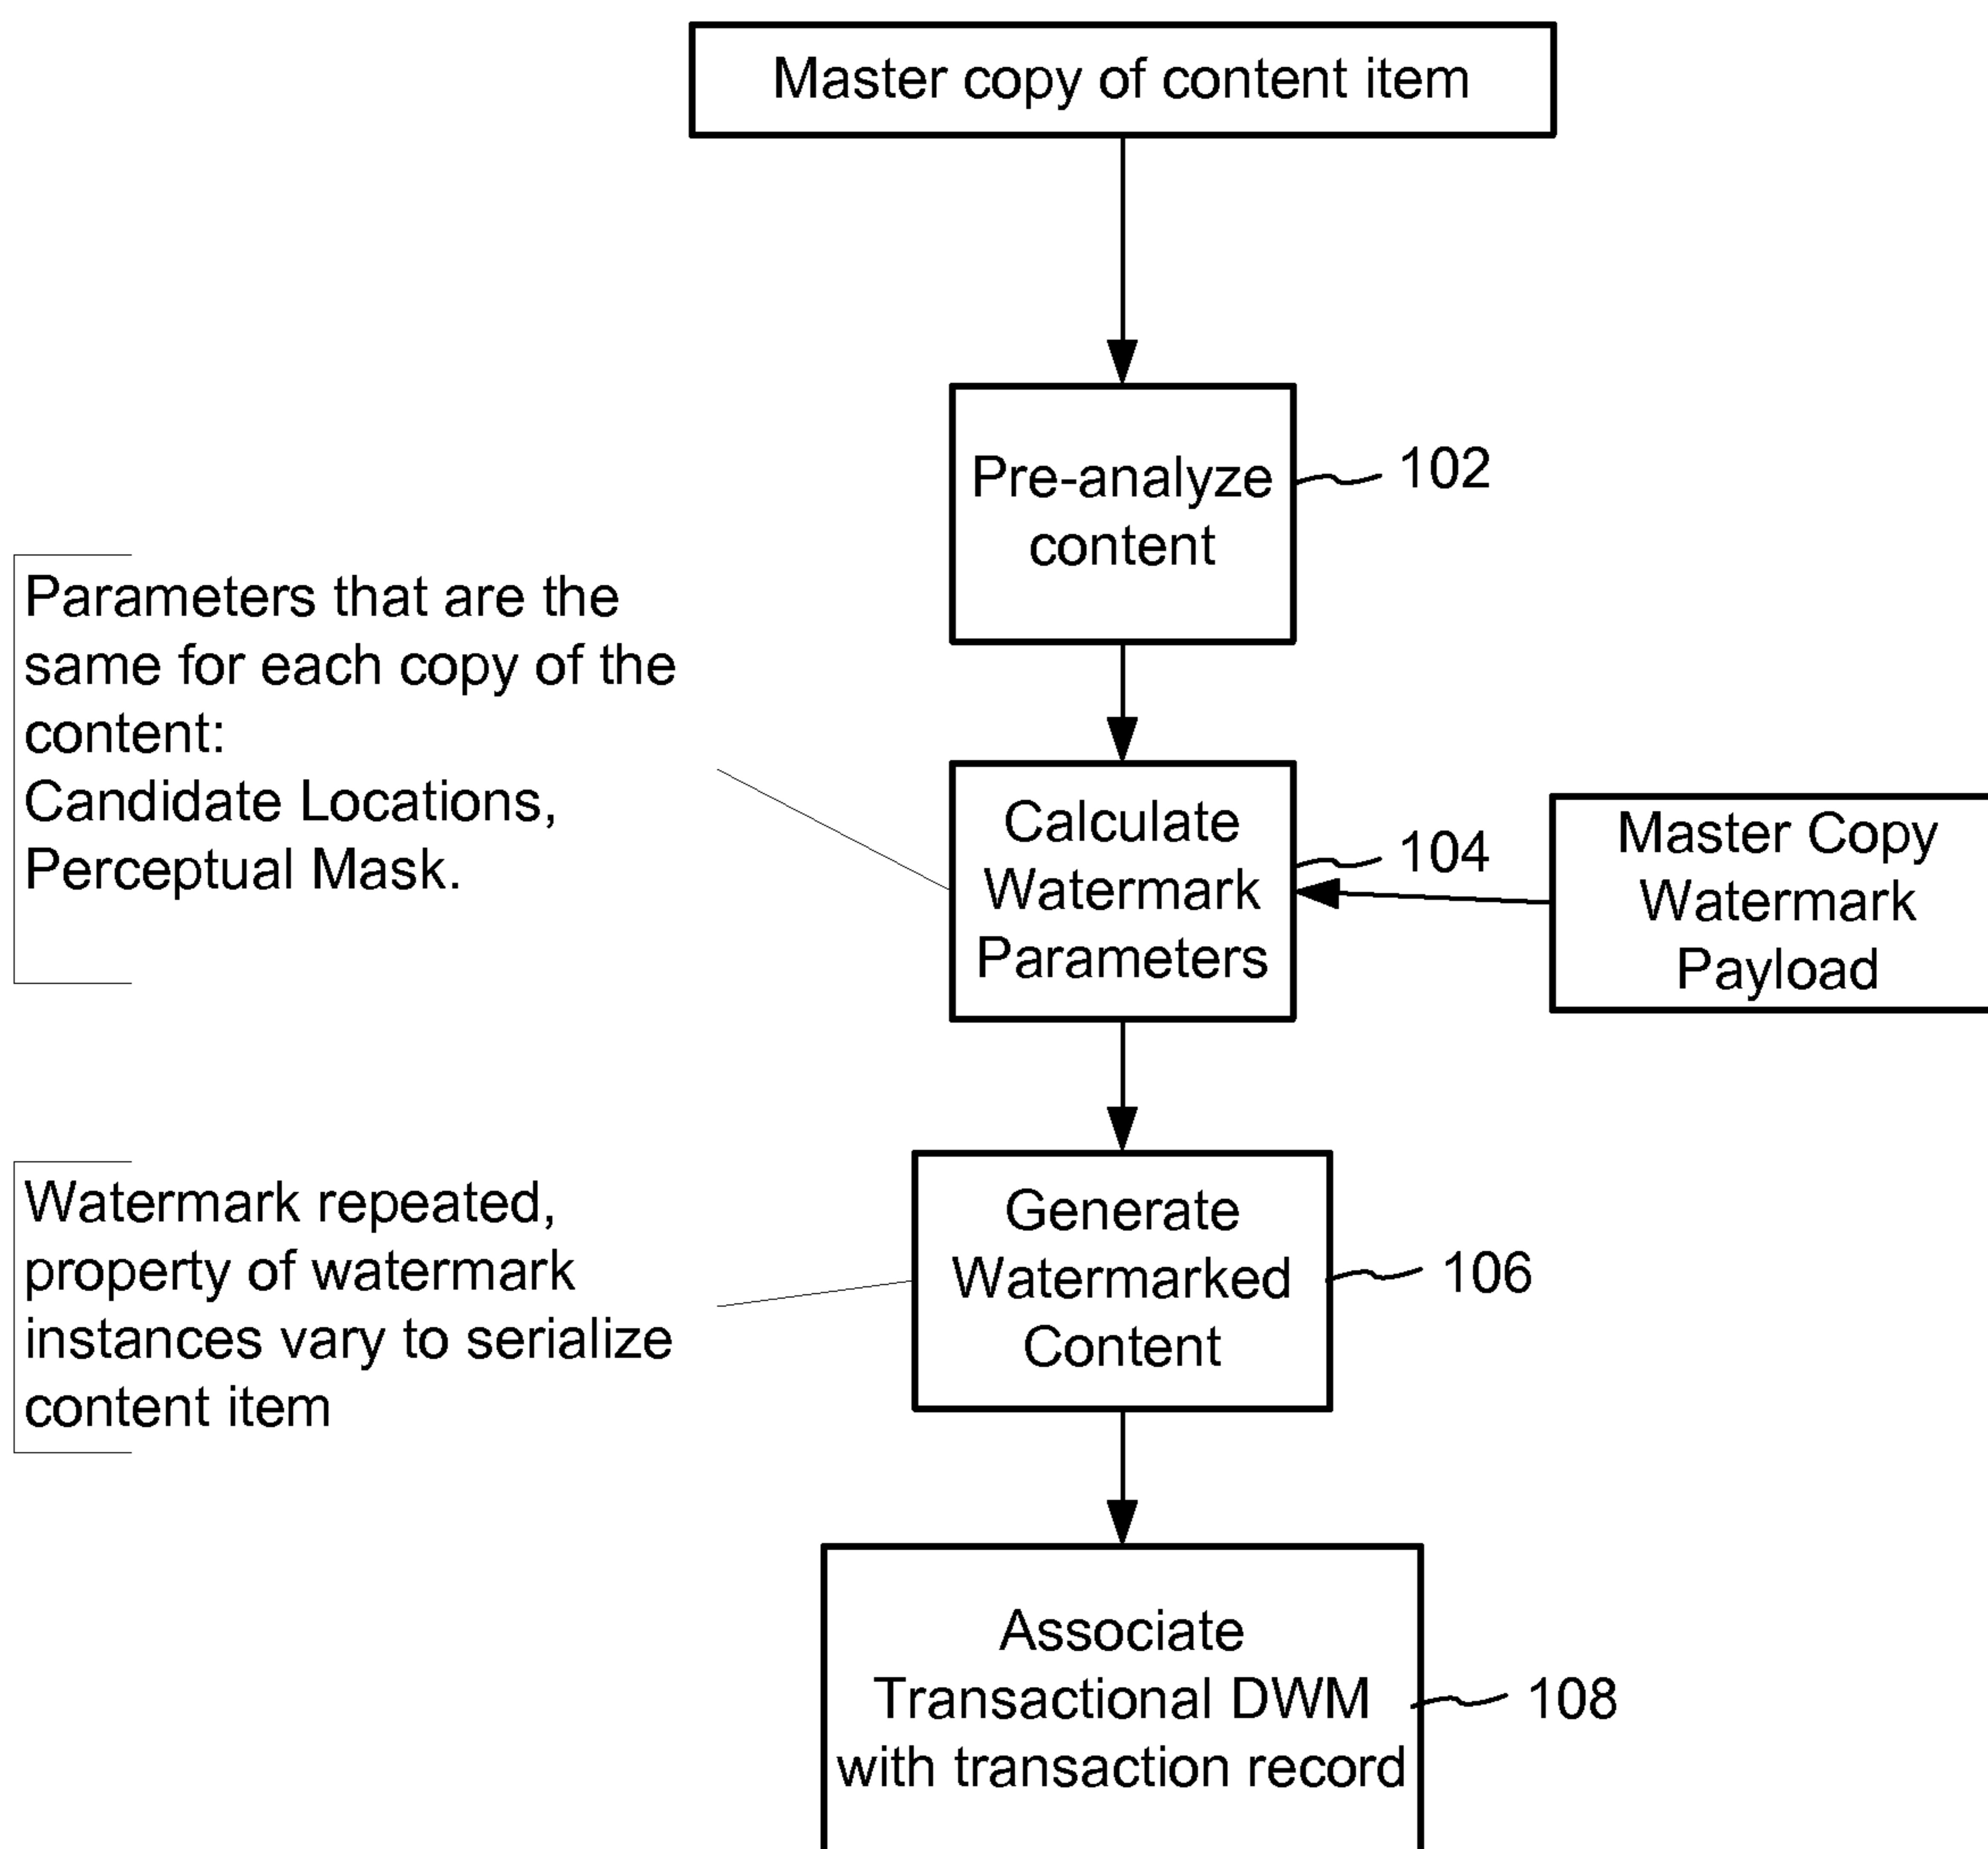 Master copy of content item
Pre-analyze
content
102
Parameters that are the
same for each copy of the
content:
Candidate Locations,
Perceptual Mask.
Calculate
Watermark
Parameters
104
Master Copy
Watermark
Payload
Watermark repeated,
property of watermark
instances vary to serialize
content item
Generate
Watermarked
Content
106
Associate
Transactional DWM
with transaction record
108